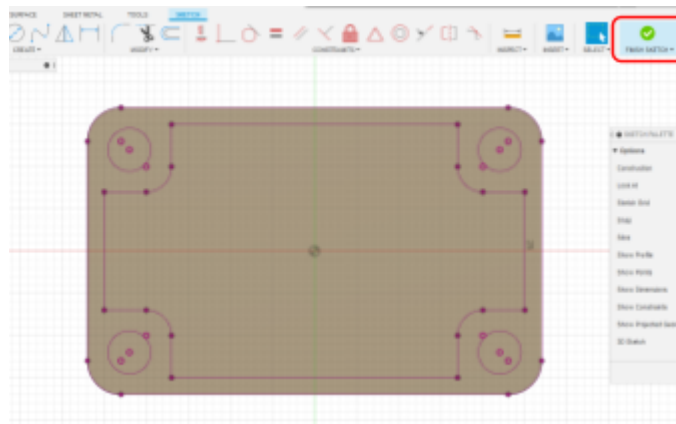 SURFACE SHEET METAL TOOLS SKETCH
CREATE MODIFY CONSTRAINTS INSPECT INSERT SELECT FINISH SKETCH
SKETCH PALETTE
Options
Construction
Look At
Sketch Grid
Snap
Slice
Show Profile
Show Points
Show Dimensions
Show Constraints
Show Projected Geo
3D Sketch